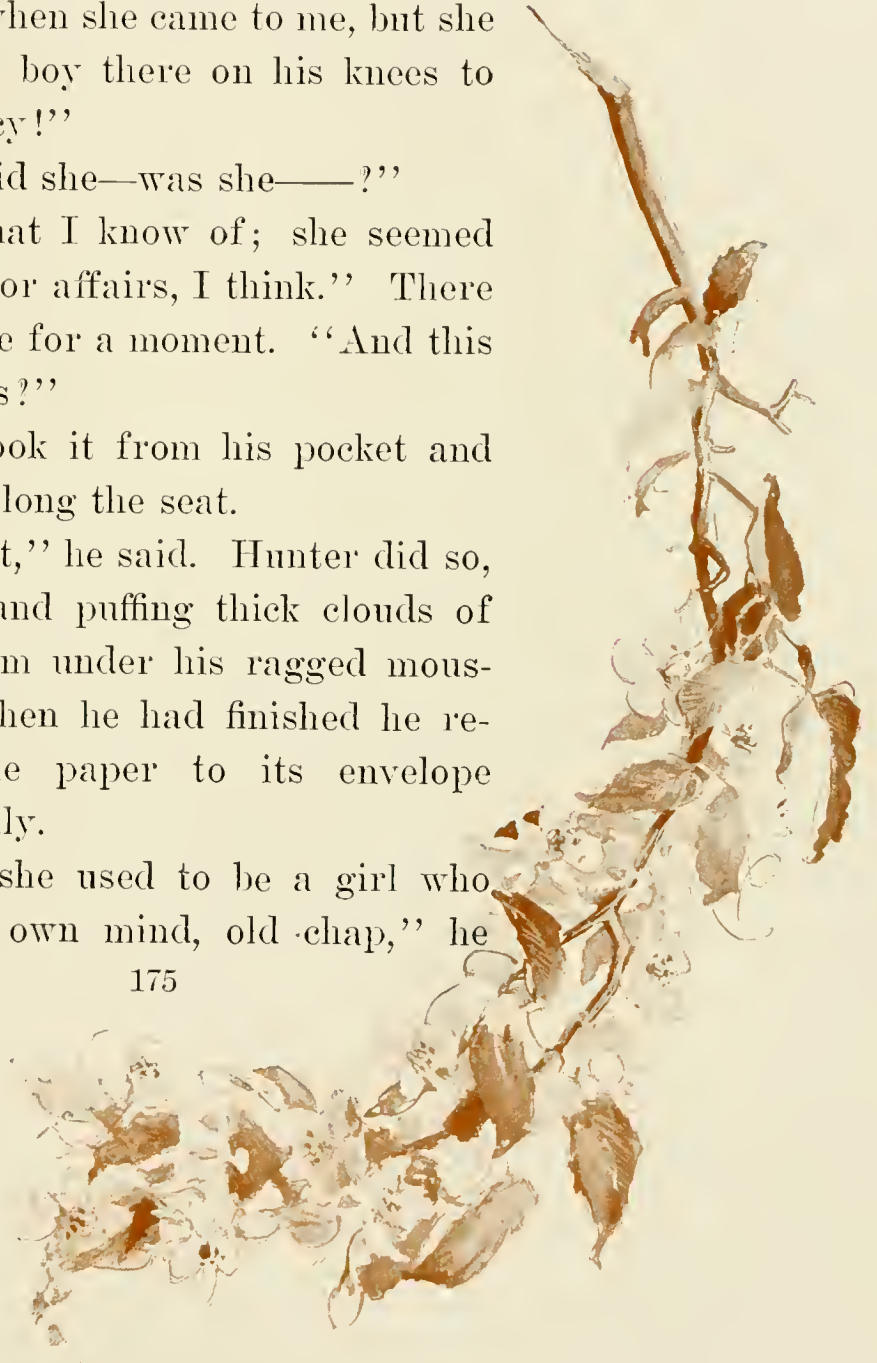 when she came to me, but she
boy there on his knees to
ey!”
id she—was she——?”
hat I know of; she seemed
or affairs, I think.” There
e for a moment. “And this
s?”
ook it from his pocket and
long the seat.
t,” he said. Hunter did so,
and puffing thick clouds of
m under his ragged mous-
hen he had finished he re-
e paper to its envelope
ly.
she used to be a girl who
own mind, old chap,” he
175